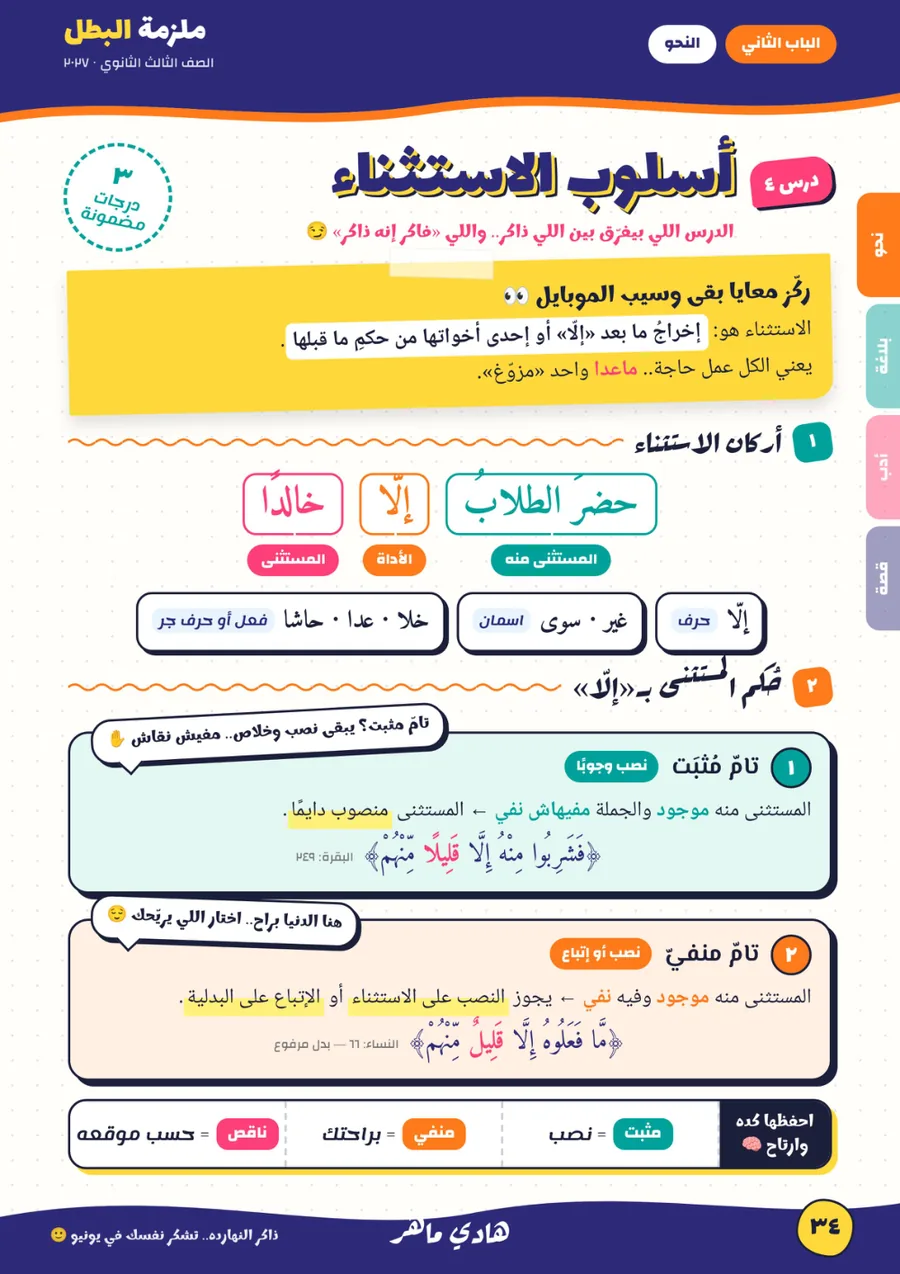 ملزمة البطل
الصف الثالث الثانوي · ٢٠٢٧
الباب الثاني
النحو
درس ٤
أسلوب الاستثناء
الدرس اللي بيفرّق بين اللي ذاكر.. واللي «فاكر إنه ذاكر» 😏
٣
درجات
مضمونة
نحو
بلاغة
أدب
قصة
ركّز معايا بقى وسيب الموبايل 👀
الاستثناء هو: إخراجُ ما بعد «إلّا» أو إحدى أخواتها من حكمِ ما قبلها .
يعني الكل عمل حاجة.. ماعدا واحد «مزوّغ».
١
أركان الاستثناء
حضرَ الطلابُ
إلّا
خالدًا
المستثنى منه
الأداة
المستثنى
إلّا حرف
غير · سوى اسمان
خلا · عدا · حاشا فعل أو حرف جر
٢
حُكم المستثنى بـ«إلّا»
تامّ مثبت؟ يبقى نصب وخلاص.. مفيش نقاش ✋
١ تامّ مُثبَت نصب وجوبًا
المستثنى منه موجود والجملة مفيهاش نفي ← المستثنى منصوب دايمًا .
﴿فَشَرِبُوا مِنْهُ إِلَّا قَلِيلًا مِّنْهُمْ﴾ البقرة: ٢٤٩
هنا الدنيا براح.. اختار اللي يريّحك 😌
٢ تامّ منفيّ نصب أو إتباع
المستثنى منه موجود وفيه نفي ← يجوز النصب على الاستثناء أو الإتباع على البدلية .
﴿مَّا فَعَلُوهُ إِلَّا قَلِيلٌ مِّنْهُمْ﴾ النساء: ٦٦ — بدل مرفوع
احفظها كده
وارتاح 🧠
مثبت = نصب
منفي = براحتك
ناقص = حسب موقعه
٣٤
هادي ماهر
ذاكر النهارده.. تشكر نفسك في يونيو 🙂